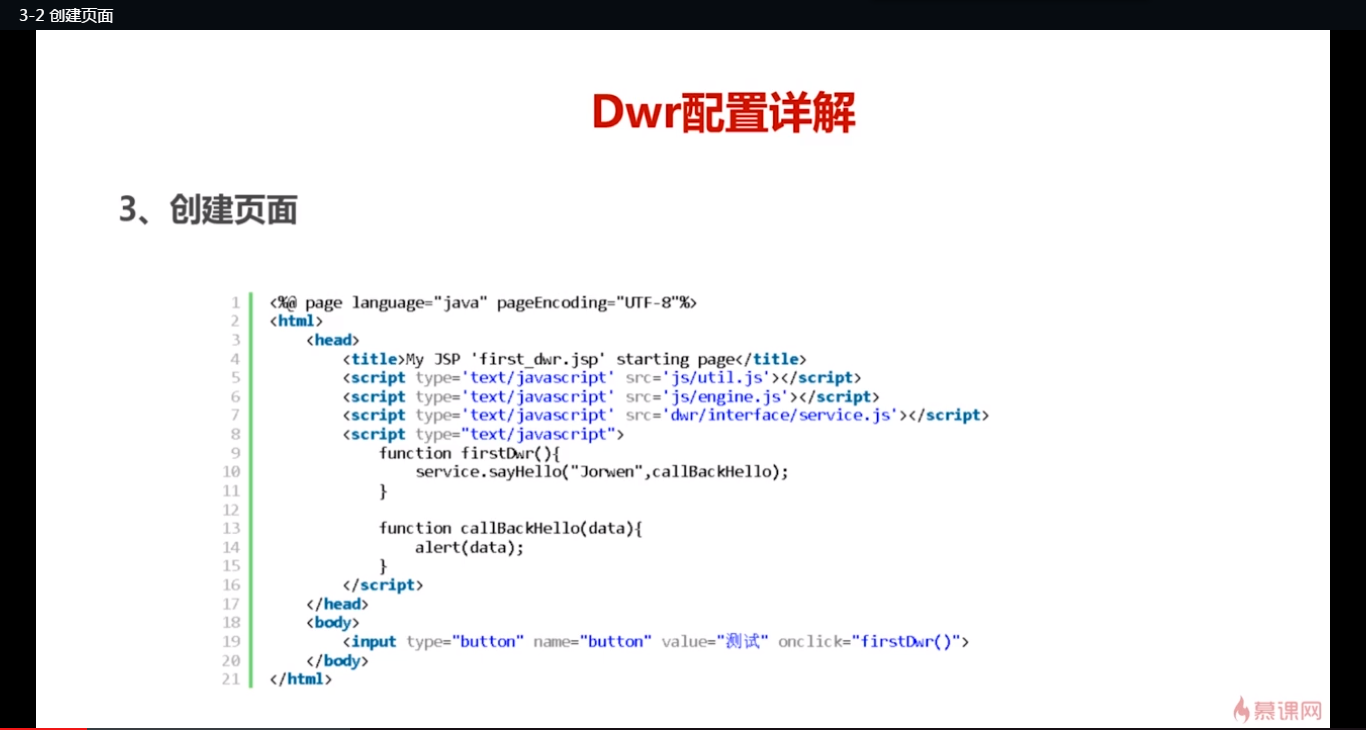 3-2 创建页面
Dwr配置详解
3、创建页面
1 <%@ page language="java" pageEncoding="UTF-8"%>
2 <html>
3 <head>
4 <title>My JSP 'first_dwr.jsp' starting page</title>
5 <script type='text/javascript' src='js/util.js'></script>
6 <script type='text/javascript' src='js/engine.js'></script>
7 <script type='text/javascript' src='dwr/interface/service.js'></script>
8 <script type="text/javascript">
9 function firstDwr(){
10 service.sayHello("Jorwen",callBackHello);
11 }
12
13 function callBackHello(data){
14 alert(data);
15 }
16 </script>
17 </head>
18 <body>
19 <input type="button" name="button" value="测试" onclick="firstDwr()">
20 </body>
21 </html>
慕课网